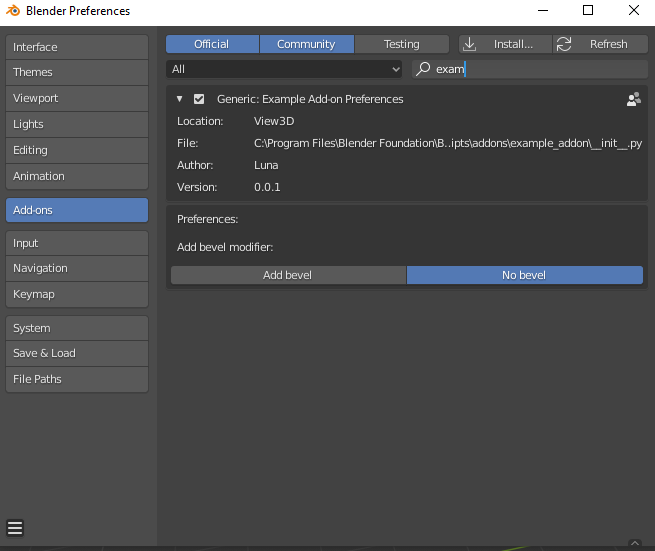 Blender Preferences
Interface
Themes
Viewport
Lights
Editing
Animation
Add-ons
Input
Navigation
Keymap
System
Save & Load
File Paths
Official Community Testing Install... Refresh
All exam
Generic: Example Add-on Preferences
Location: View3D
File: C:\Program Files\Blender Foundation\B..ipts\addons\example_addon\__init__.py
Author: Luna
Version: 0.0.1
Preferences:
Add bevel modifier:
Add bevel No bevel